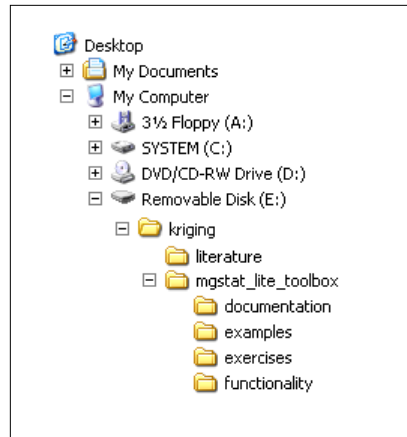 Desktop
My Documents
My Computer
3½ Floppy (A:)
SYSTEM (C:)
DVD/CD-RW Drive (D:)
Removable Disk (E:)
kriging
literature
mgstat_lite_toolbox
documentation
examples
exercises
functionality